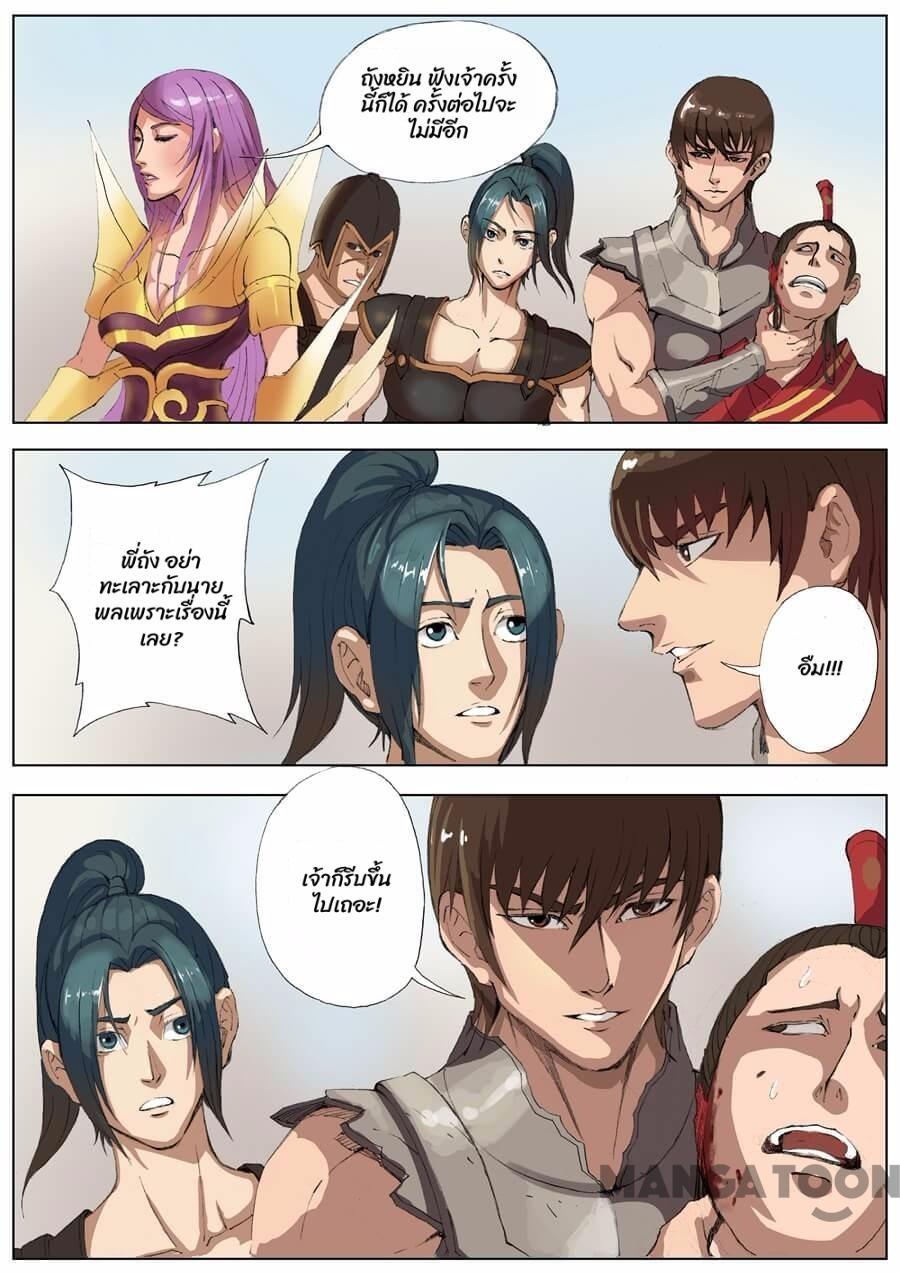 ถังหยิน ฟังเจ้าครั้ง
นี้ก็ได้ ครั้งต่อไปจะ
ไม่มีอีก
พี่ถัง อย่า
ทะเลาะกับนาย
พลเพราะเรื่องนี้
เลย?
อืม!!!
เจ้าก็รีบขึ้น
ไปเถอะ!
MANGATOON